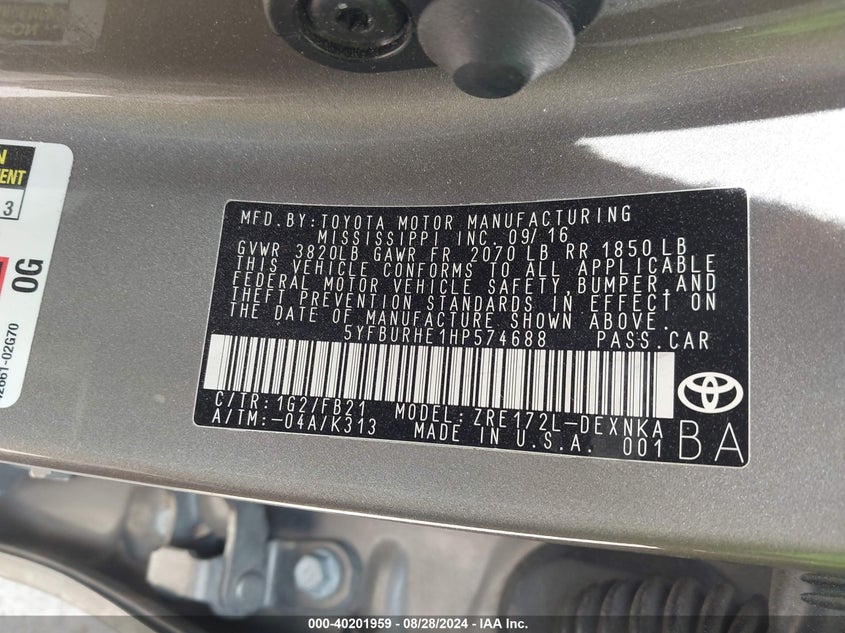 MFD.BY:TOYOTA MOTOR MANUFACTURING
MISSISSIPPI INC. 09/16
GVWR 3820LB GAWR FR 2070 LB RR 1850 LB
THIS VEHICLE CONFORMS TO ALL APPLICABLE
FEDERAL MOTOR VEHICLE SAFETY,BUMPER,AND
THEFT PREVENTION STANDARDS IN EFFECT ON
THE DATE OF MANUFACTURE SHOWN ABOVE.
5YFBURHE1HP574688 PASS.CAR
C/TR:1G2/FB21 MODEL:ZRE172L-DEXNKA
A/TM:-04A/K313 MADE IN U.S.A. 001 BA
3
OG
000-40201959 - 08/28/2024 - IAA Inc.